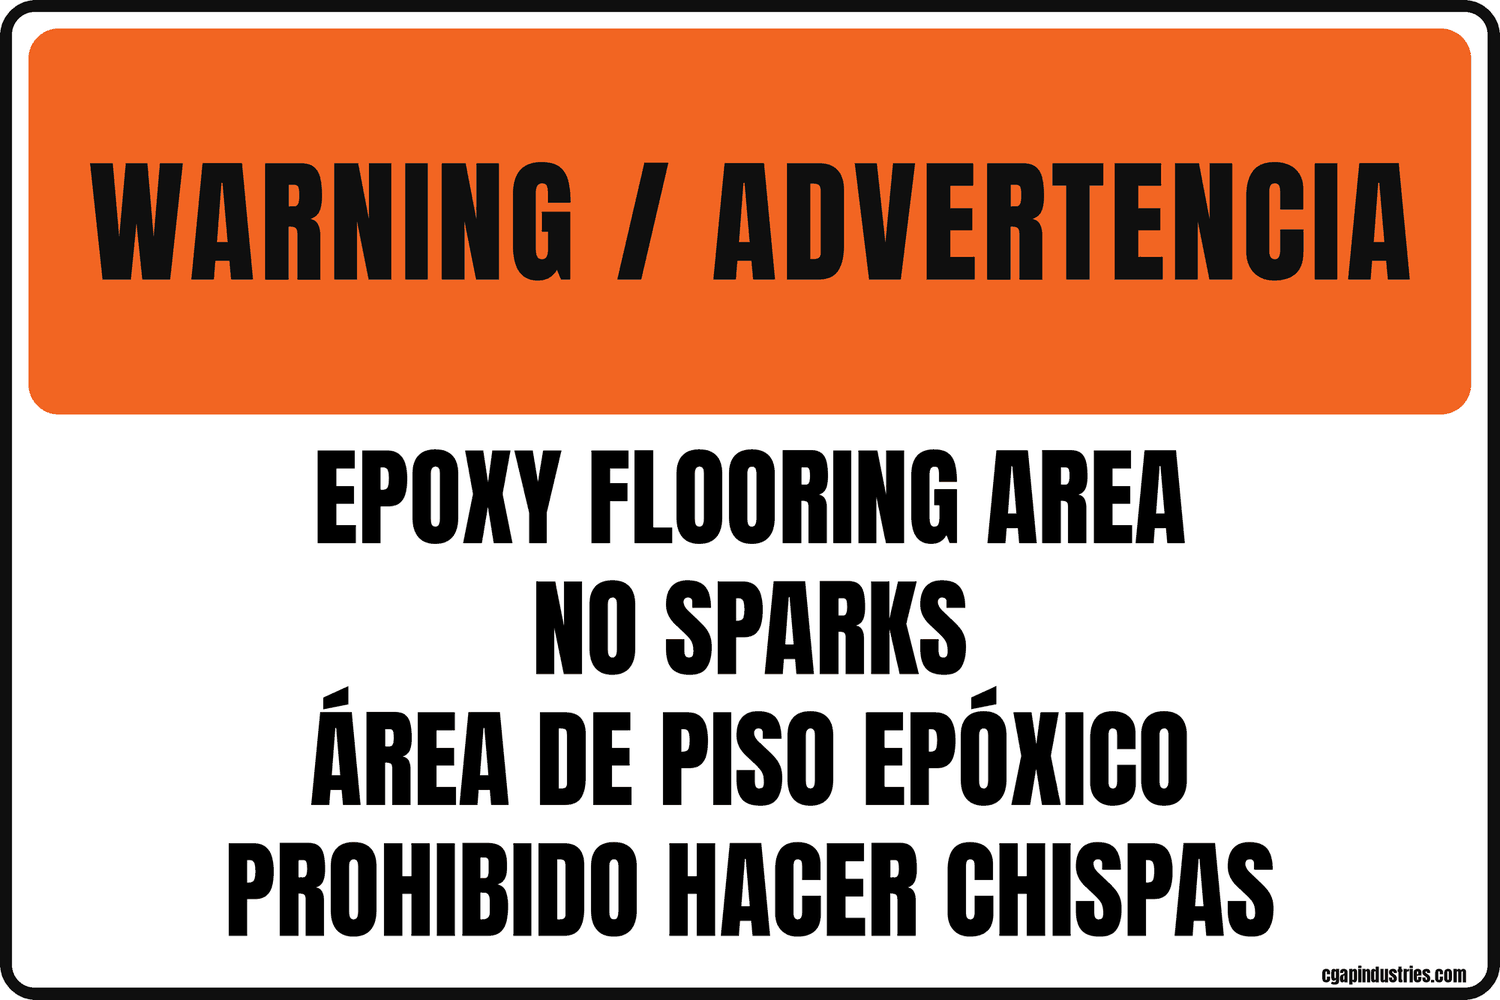 WARNING / ADVERTENCIA
EPOXY FLOORING AREA
NO SPARKS
ÁREA DE PISO EPÓXICO
PROHIBIDO HACER CHISPAS
cgapindustries.com